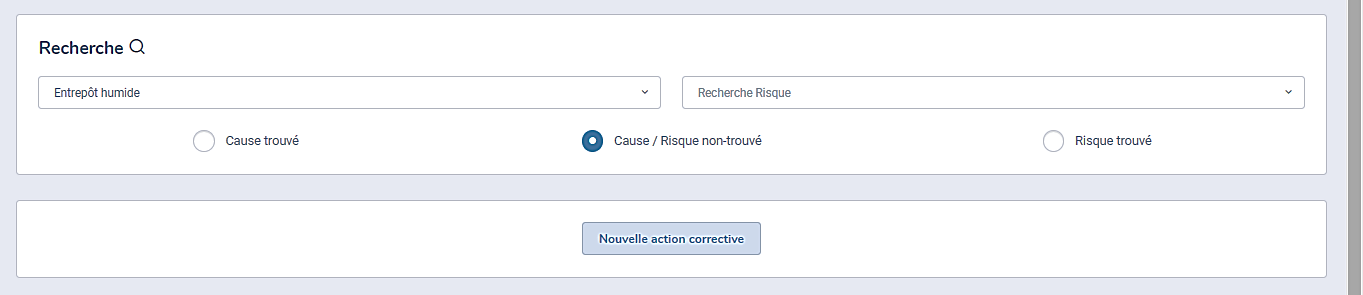 Recherche
Entrepôt humide
Recherche Risque
Cause trouvé
Cause / Risque non-trouvé
Risque trouvé
Nouvelle action corrective